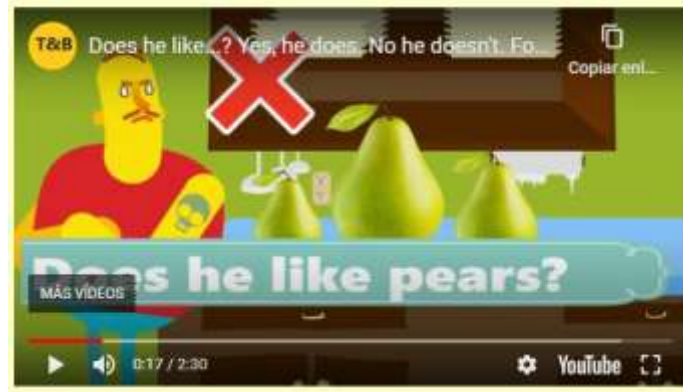 T&B Does he like...? Yes, he does. No he doesn't. Fo...
Copiar enl...
Does he like pears?
MÁS VÍDEOS
0:17 / 2:30
YouTube